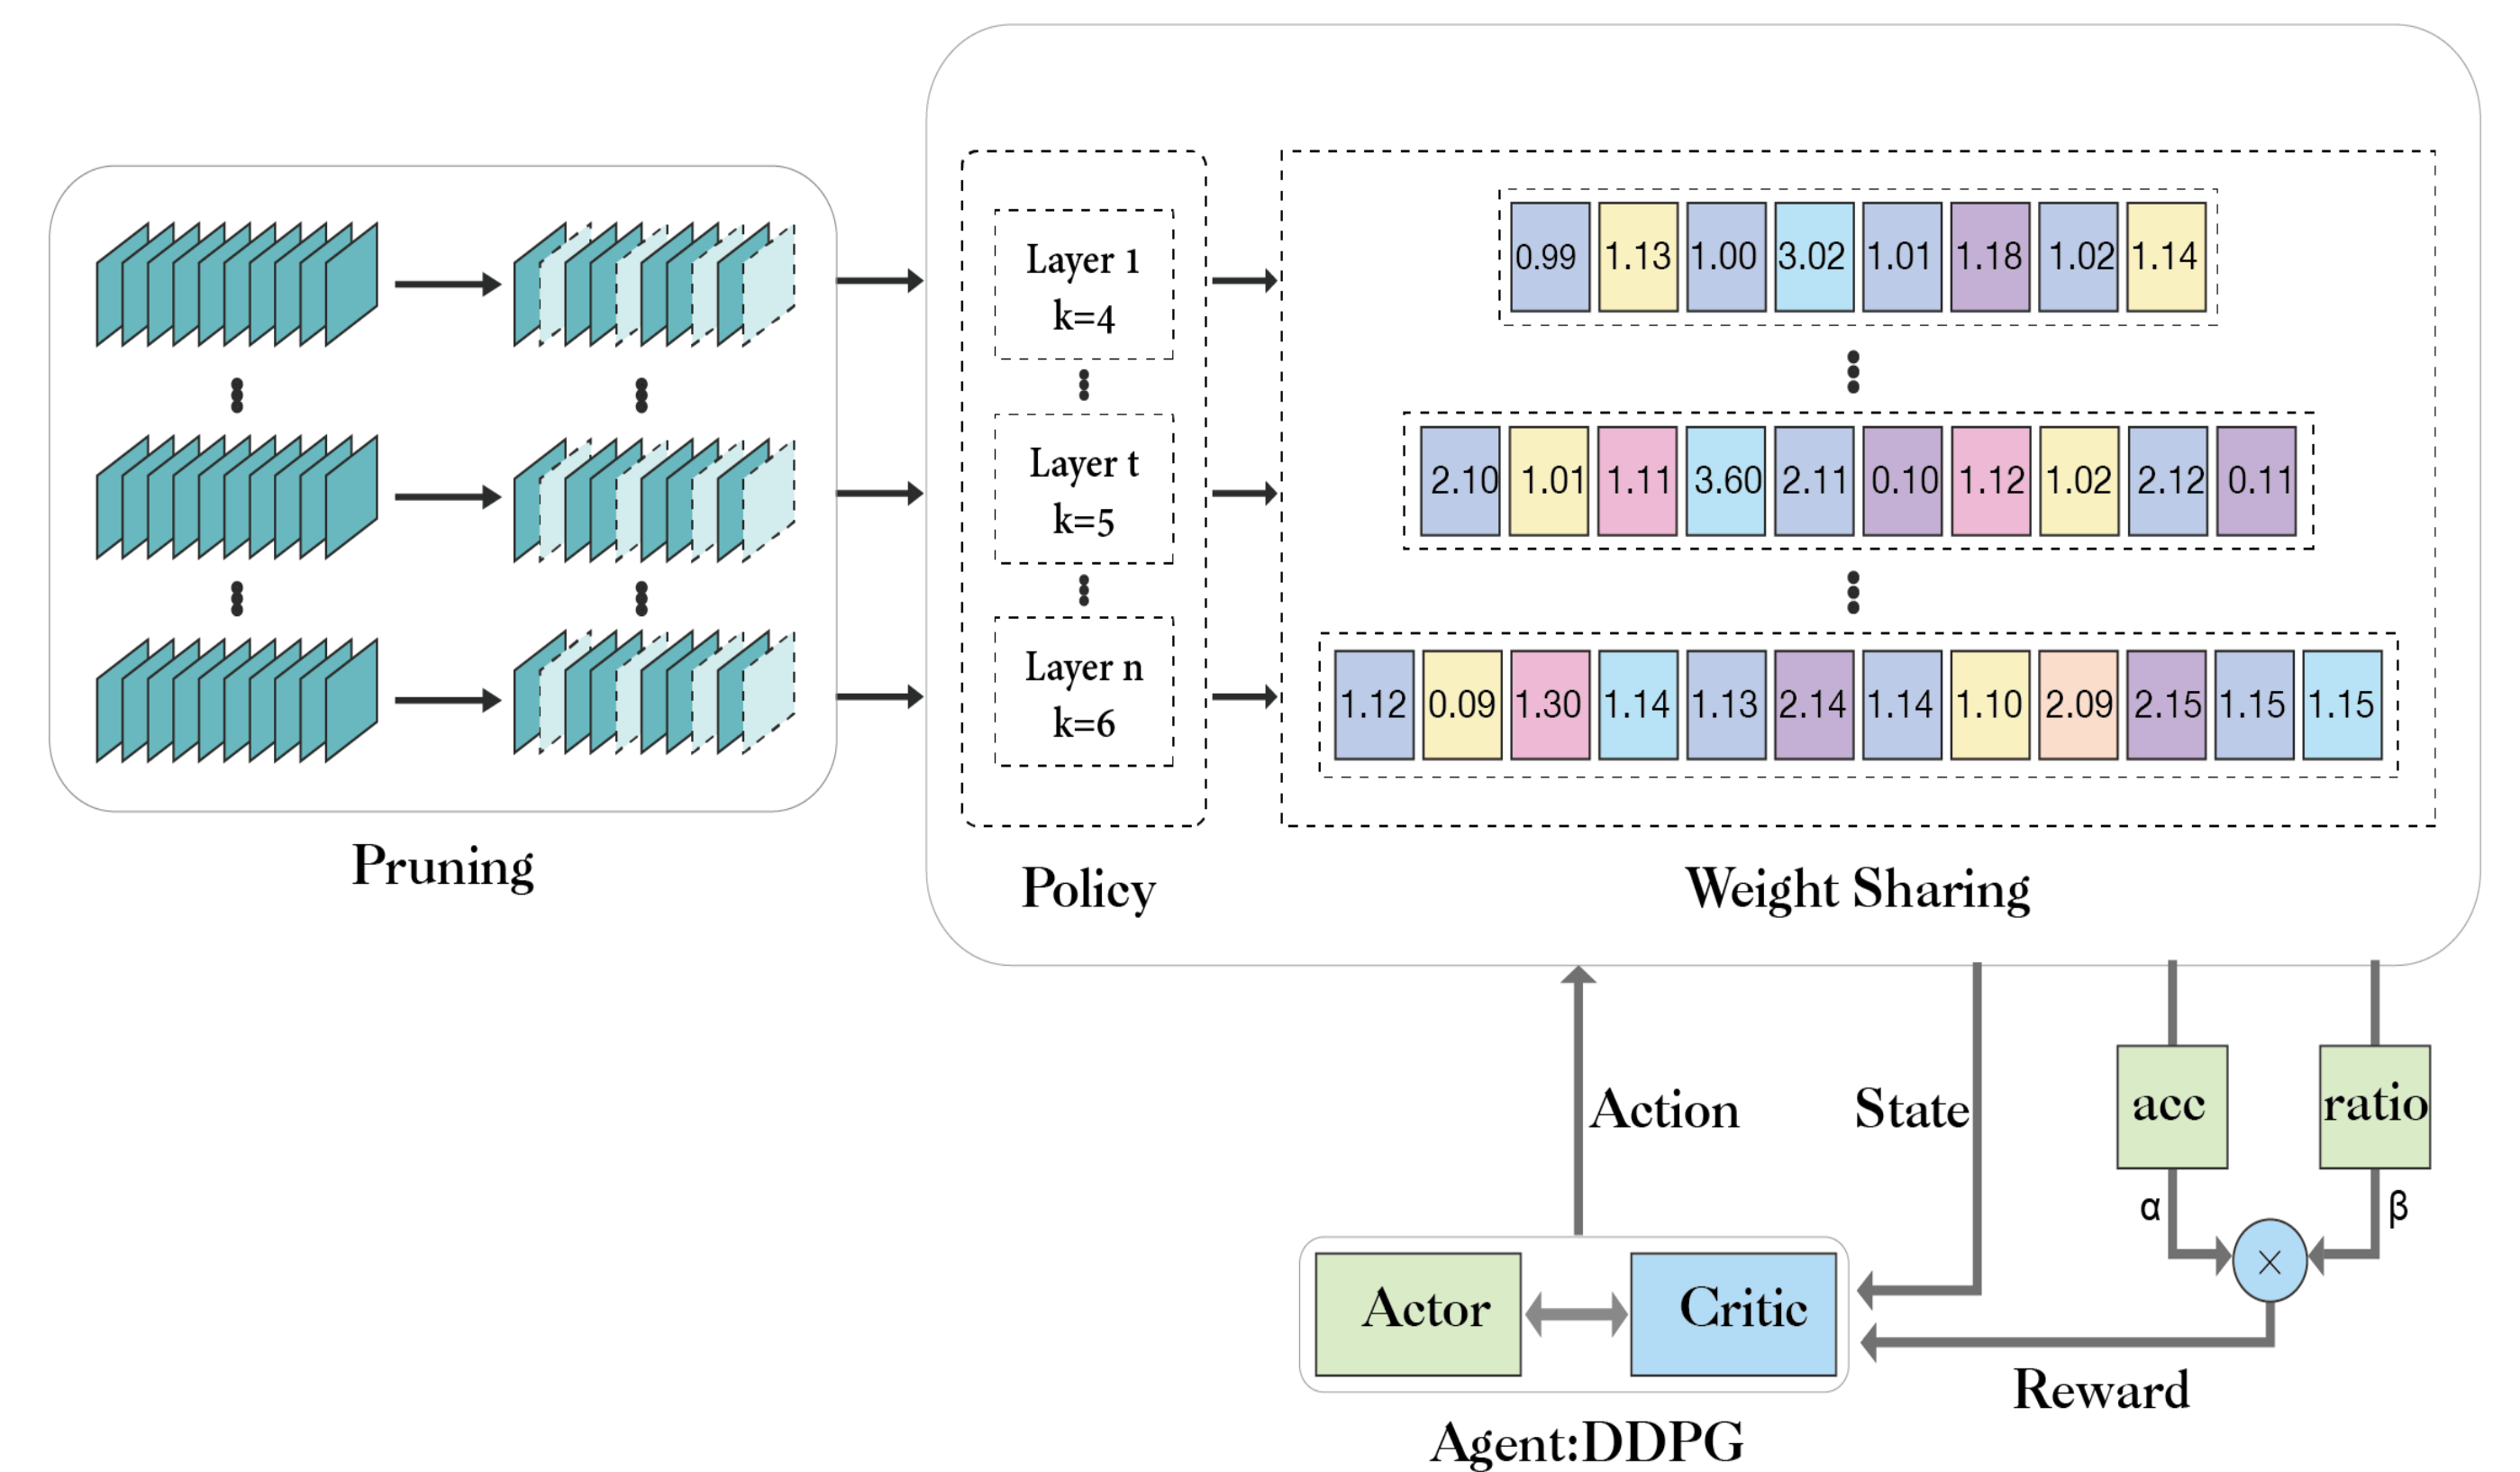 Layer 1
k=4
Layer t
k=5
Layer n
k=6
0.99 1.13 1.00 3.02 1.01 1.18 1.02 1.14
2.10 1.01 1.11 3.60 2.11 0.10 1.12 1.02 2.12 0.11
1.12 0.09 1.30 1.14 1.13 2.14 1.14 1.10 2.09 2.15 1.15 1.15
Pruning
Policy
Weight Sharing
Action
State
acc
ratio
α
β
×
Actor
Critic
Reward
Agent:DDPG